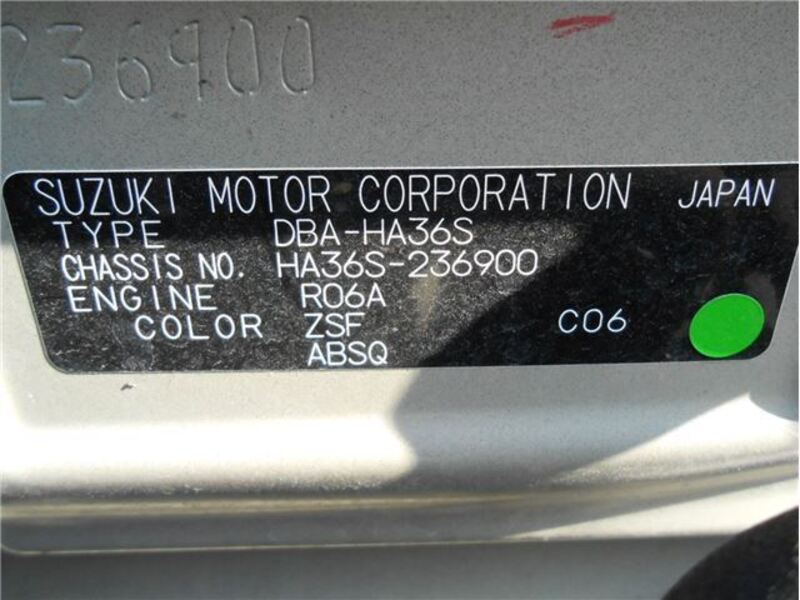 236900
SUZUKI MOTOR CORPORATION JAPAN
TYPE DBA-HA36S
CHASSIS NO. HA36S-236900
ENGINE R06A
COLOR ZSF C06
ABSQ